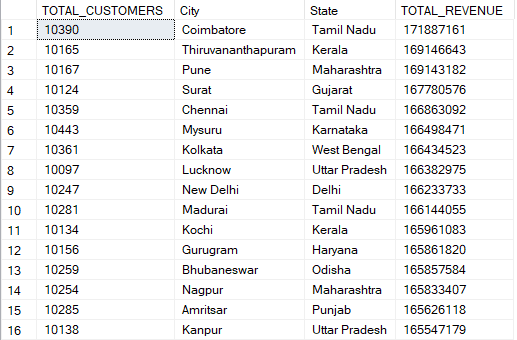 TOTAL_CUSTOMERS City State TOTAL_REVENUE
1 10390 Coimbatore Tamil Nadu 171887161
2 10165 Thiruvananthapuram Kerala 169146643
3 10167 Pune Maharashtra 169143182
4 10124 Surat Gujarat 167780576
5 10359 Chennai Tamil Nadu 166863092
6 10443 Mysuru Karnataka 166498471
7 10361 Kolkata West Bengal 166434523
8 10097 Lucknow Uttar Pradesh 166382975
9 10247 New Delhi Delhi 166233733
10 10281 Madurai Tamil Nadu 166144055
11 10134 Kochi Kerala 165961083
12 10156 Gurugram Haryana 165861820
13 10259 Bhubaneswar Odisha 165857584
14 10254 Nagpur Maharashtra 165833407
15 10285 Amritsar Punjab 165626118
16 10138 Kanpur Uttar Pradesh 165547179